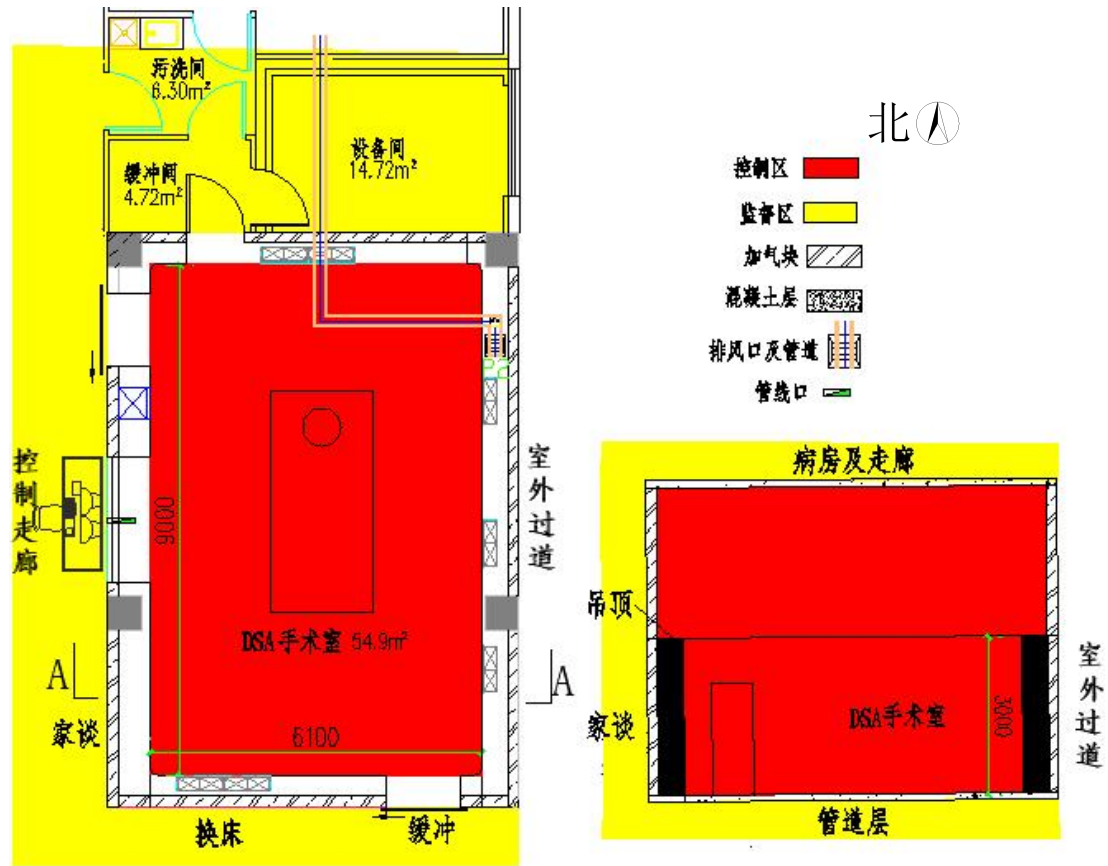 污洗间
6.30m²
缓冲间
4.72m²
设备间
14.72m²
北
控制区
监督区
加气块
混凝土层
排风口及管道
管线口
控制走廊
9000
室外过道
DSA手术室 54.9m²
A
A
家谈
6100
换床
缓冲
病房及走廊
吊顶
家谈
DSA手术室
3000
室外过道
管道层